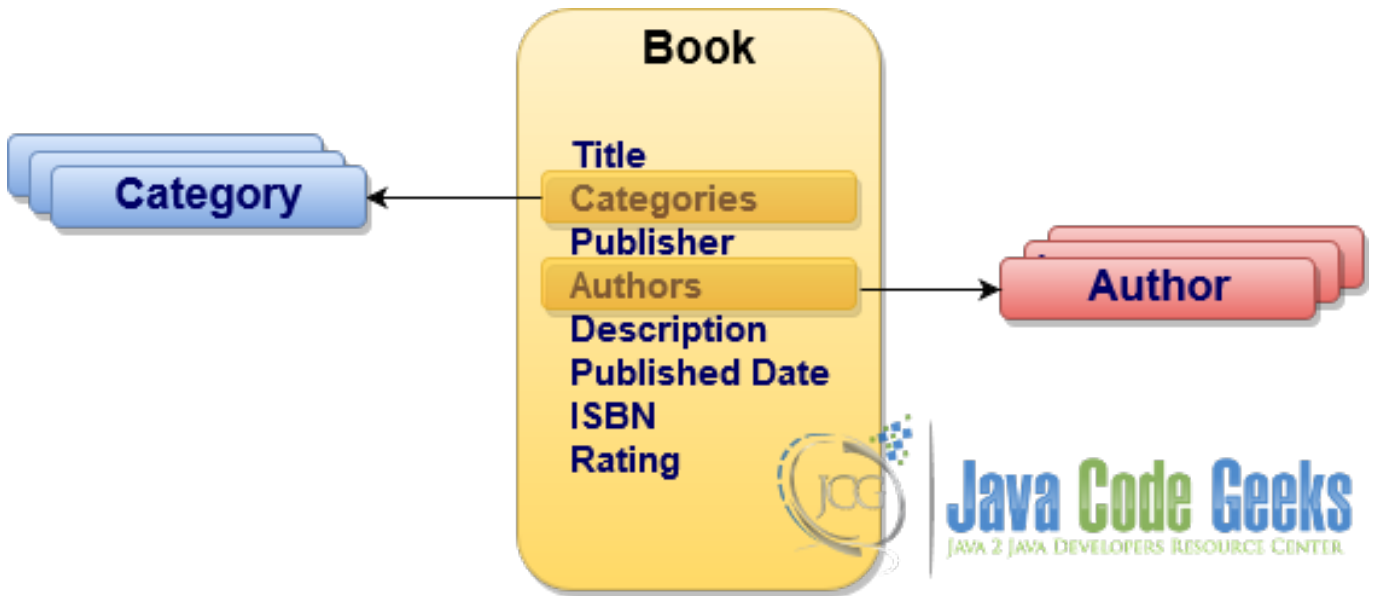 Book
Title
Category
Categories
Publisher
Authors
Author
Description
Published Date
ISBN
Rating
JCG
Java Code Geeks
JAVA 2 JAVA DEVELOPERS RESOURCE CENTER